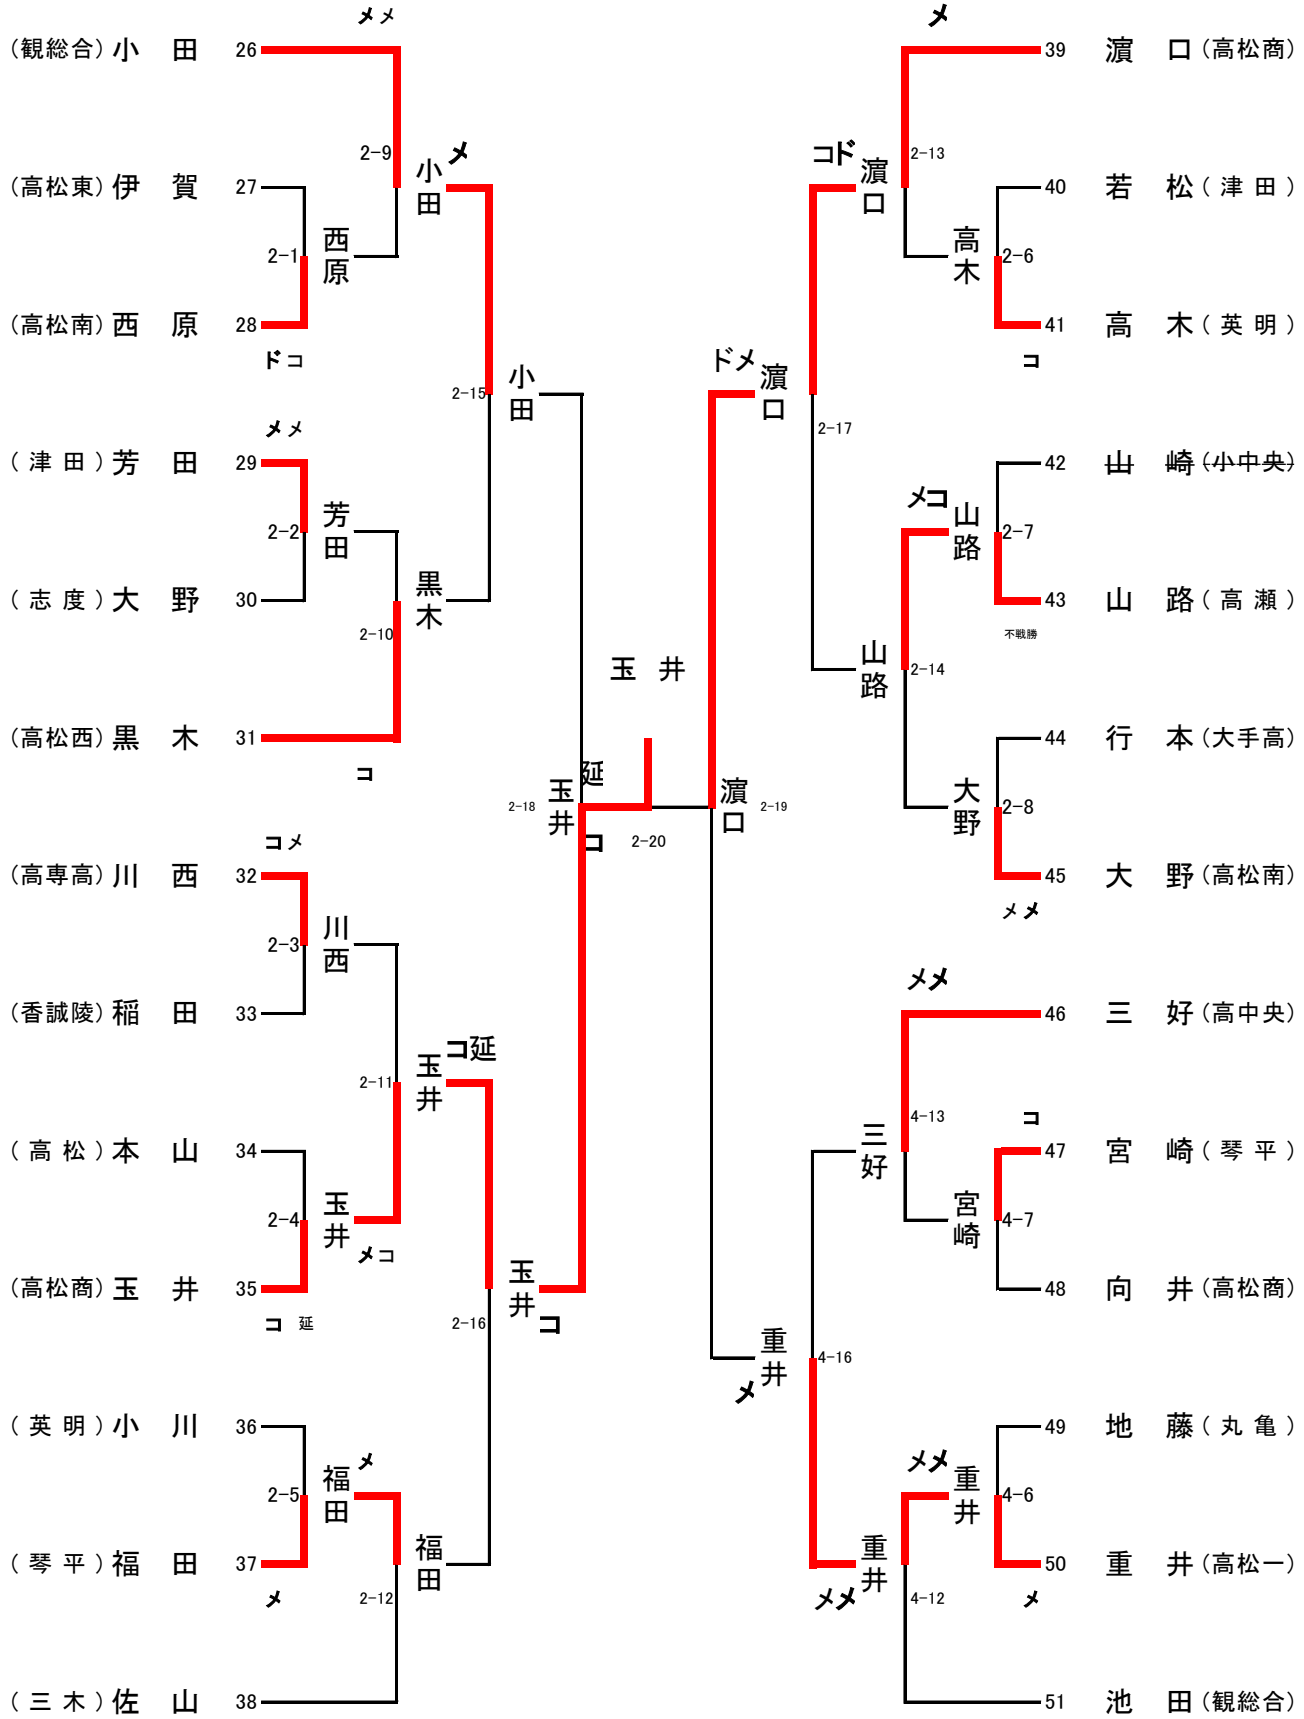 メメ
メ
(観総合) 小 田 26
39 濵 口 (高松商)
2-9
小田
メ
コド
濵口
2-13
(高松東) 伊 賀 27
40 若 松 (津田)
2-1
西原
高木
2-6
(高松南) 西 原 28
41 高 木 (英明)
ドコ
コ
2-15
小田
ドメ
濵口
2-17
メメ
(津田) 芳 田 29
42 山 崎 (小中央)
2-2
芳田
メコ
山路
2-7
(志度) 大 野 30
黒木
43 山 路 (高瀬)
不戦勝
2-10
玉 井
山路
2-14
(高松西) 黒 木 31
44 行 本 (大手高)
コ
2-18
玉井
延
コ
2-20
濵口
2-19
大野
2-8
コメ
(高専高) 川 西 32
45 大 野 (高松南)
メメ
2-3
川西
メメ
(香誠陵) 稲 田 33
46 三 好 (高中央)
2-11
玉井
コ延
4-13
コ
(高松) 本 山 34
三好
47 宮 崎 (琴平)
2-4
玉井
メコ
宮崎
4-7
(高松商) 玉 井 35
玉井
コ
48 向 井 (高松商)
コ 延
2-16
重井
メ
4-16
(英明) 小 川 36
49 地 藤 (丸亀)
2-5
福田
メ
メメ
重井
4-6
(琴平) 福 田 37
福田
重井
50 重 井 (高松一)
メ
2-12
メメ
4-12
メ
(三木) 佐 山 38
51 池 田 (観総合)